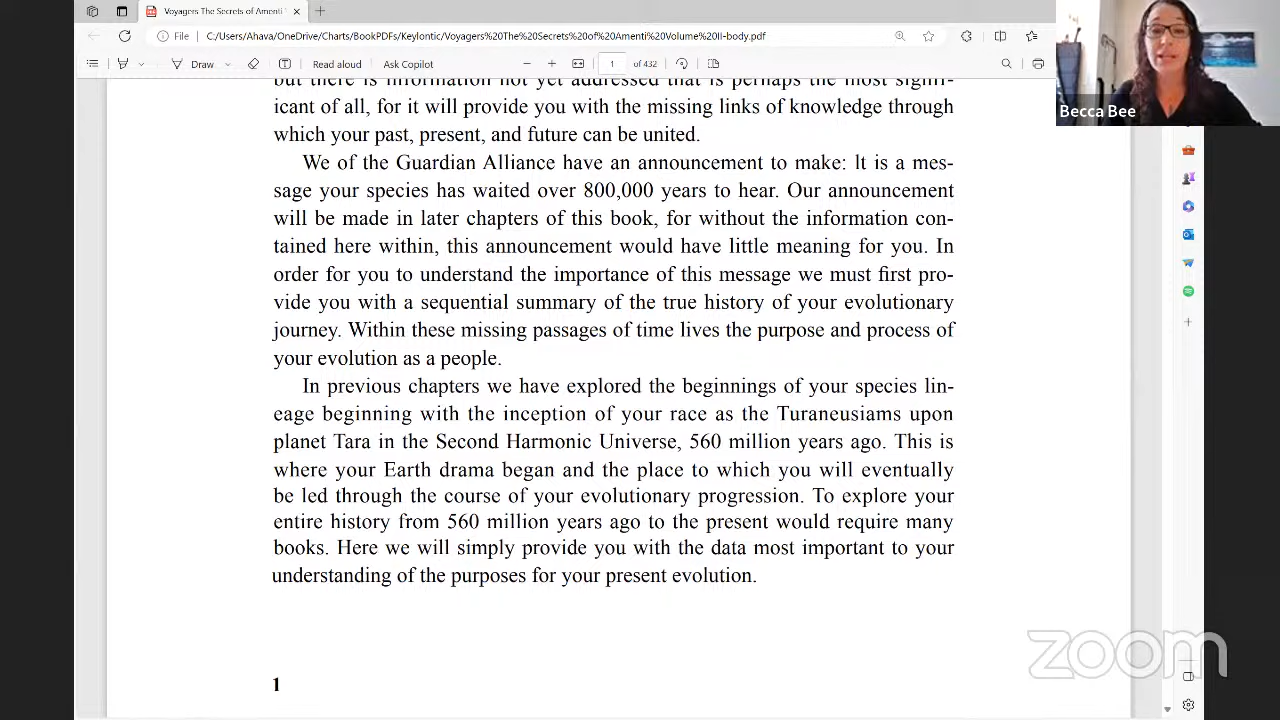 Voyagers The Secrets of Amenti
File
C:/Users/Ahava/OneDrive/Charts/BookPDFs/Keylontic/Voyagers%20The%20Secrets%20of%20Amenti%20Volume%20II-body.pdf
Draw
Read aloud
Ask Copilot
1
of 432
Becca Bee
but there is information not yet addressed that is perhaps the most signif-
icant of all, for it will provide you with the missing links of knowledge through
which your past, present, and future can be united.
We of the Guardian Alliance have an announcement to make: It is a mes-
sage your species has waited over 800,000 years to hear. Our announcement
will be made in later chapters of this book, for without the information con-
tained here within, this announcement would have little meaning for you. In
order for you to understand the importance of this message we must first pro-
vide you with a sequential summary of the true history of your evolutionary
journey. Within these missing passages of time lives the purpose and process of
your evolution as a people.
In previous chapters we have explored the beginnings of your species lin-
eage beginning with the inception of your race as the Turaneusiams upon
planet Tara in the Second Harmonic Universe, 560 million years ago. This is
where your Earth drama began and the place to which you will eventually
be led through the course of your evolutionary progression. To explore your
entire history from 560 million years ago to the present would require many
books. Here we will simply provide you with the data most important to your
understanding of the purposes for your present evolution.
zoom
1